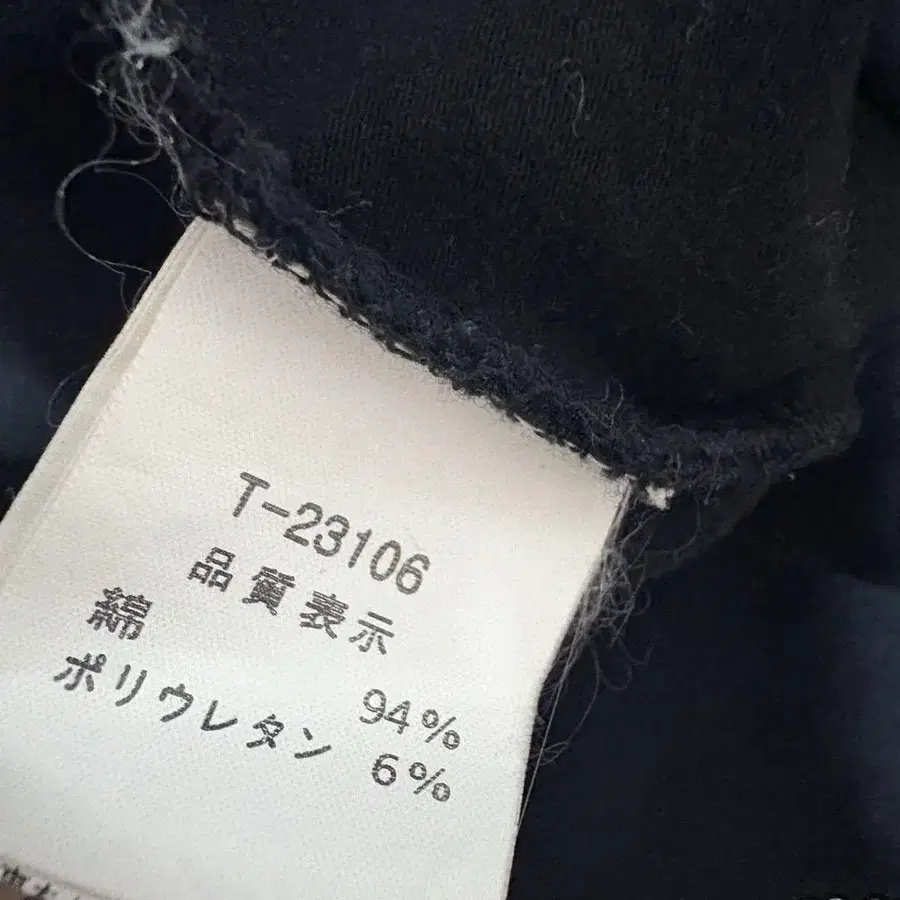 T-23106
品質表示
綿 94%
ポリウレタン 6%